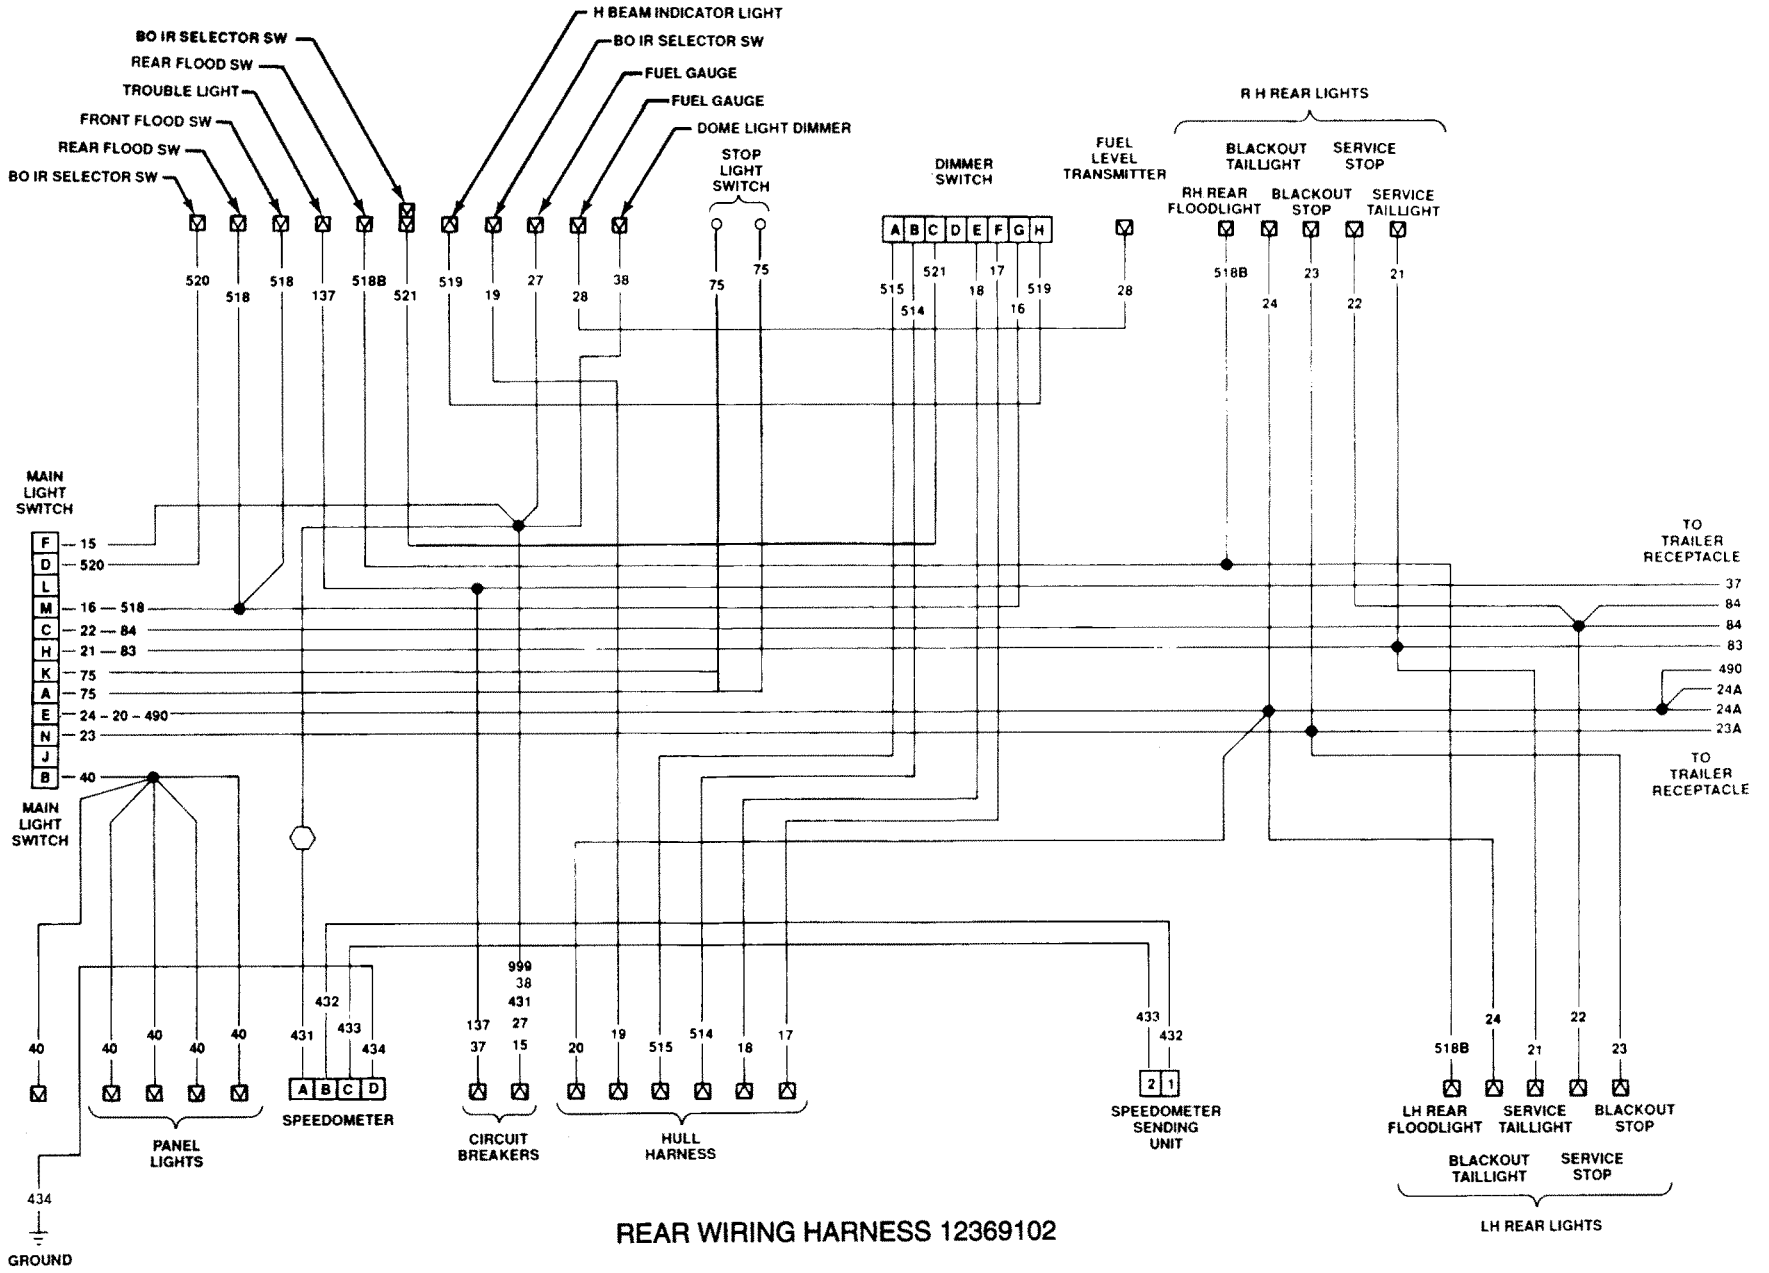 H BEAM INDICATOR LIGHT
BO IR SELECTOR SW
BO IR SELECTOR SW
REAR FLOOD SW
FUEL GAUGE
TROUBLE LIGHT
FUEL GAUGE
FRONT FLOOD SW
DOME LIGHT DIMMER
REAR FLOOD SW
BO IR SELECTOR SW
STOP
LIGHT
SWITCH
DIMMER
SWITCH
FUEL
LEVEL
TRANSMITTER
R H REAR LIGHTS
BLACKOUT
TAILLIGHT
SERVICE
STOP
RH REAR
FLOODLIGHT
BLACKOUT
STOP
SERVICE
TAILLIGHT
A B C D E F G H
520
518
518
137
518B
521
519
19
27
28
38
75
75
515
514
521
18
17
16
519
28
518B
24
23
22
21
MAIN
LIGHT
SWITCH
F 15
D 520
L
M 16 518
C 22 84
H 21 83
K 75
A 75
E 24 - 20 - 490
N 23
J
B 40
MAIN
LIGHT
SWITCH
TO
TRAILER
RECEPTACLE
37
84
84
83
490
24A
24A
23A
TO
TRAILER
RECEPTACLE
40
40
40
40
40
431
432
433
434
137
37
999
38
431
27
15
20
19
515
514
18
17
433
432
518B
24
21
22
23
A B C D
SPEEDOMETER
PANEL
LIGHTS
CIRCUIT
BREAKERS
HULL
HARNESS
2 1
SPEEDOMETER
SENDING
UNIT
LH REAR
FLOODLIGHT
SERVICE
TAILLIGHT
BLACKOUT
STOP
BLACKOUT
TAILLIGHT
SERVICE
STOP
LH REAR LIGHTS
434
GROUND
REAR WIRING HARNESS 12369102